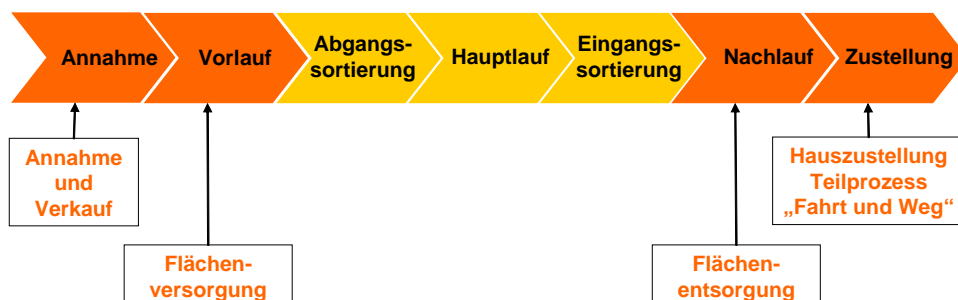 Annahme
Vorlauf
Abgangs-
sortierung
Hauptlauf
Eingangs-
sortierung
Nachlauf
Zustellung
Annahme
und
Verkauf
Hauszustellung
Teilprozess
„Fahrt und Weg“
Flächen-
versorgung
Flächen-
entsorgung